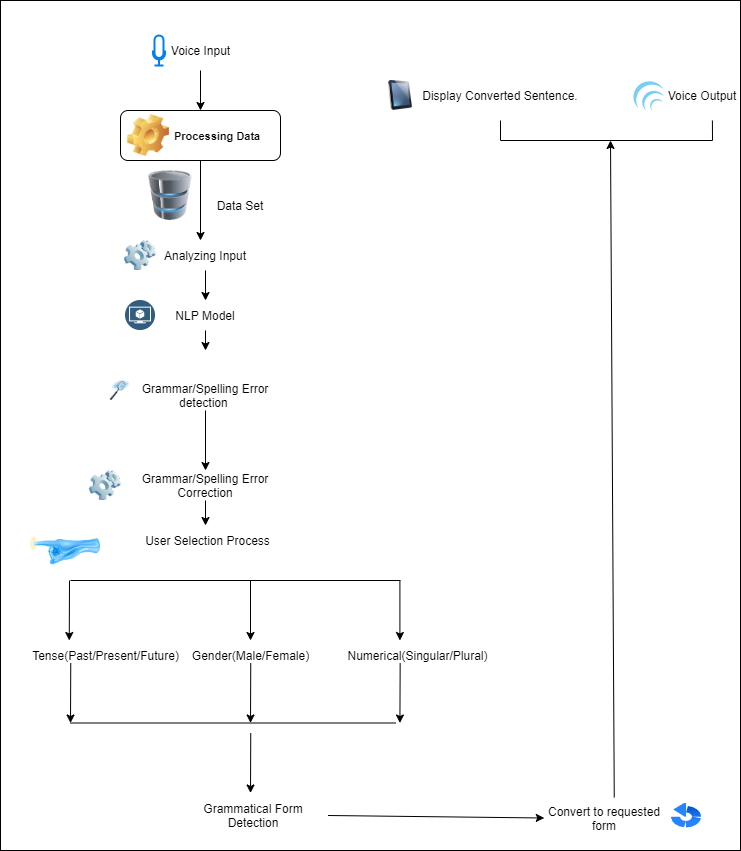 Voice Input
Display Converted Sentence.
Voice Output
Processing Data
Data Set
Analyzing Input
NLP Model
Grammar/Spelling Error
detection
Grammar/Spelling Error
Correction
User Selection Process
Tense(Past/Present/Future)
Gender(Male/Female)
Numerical(Singular/Plural)
Grammatical Form
Detection
Convert to requested
form